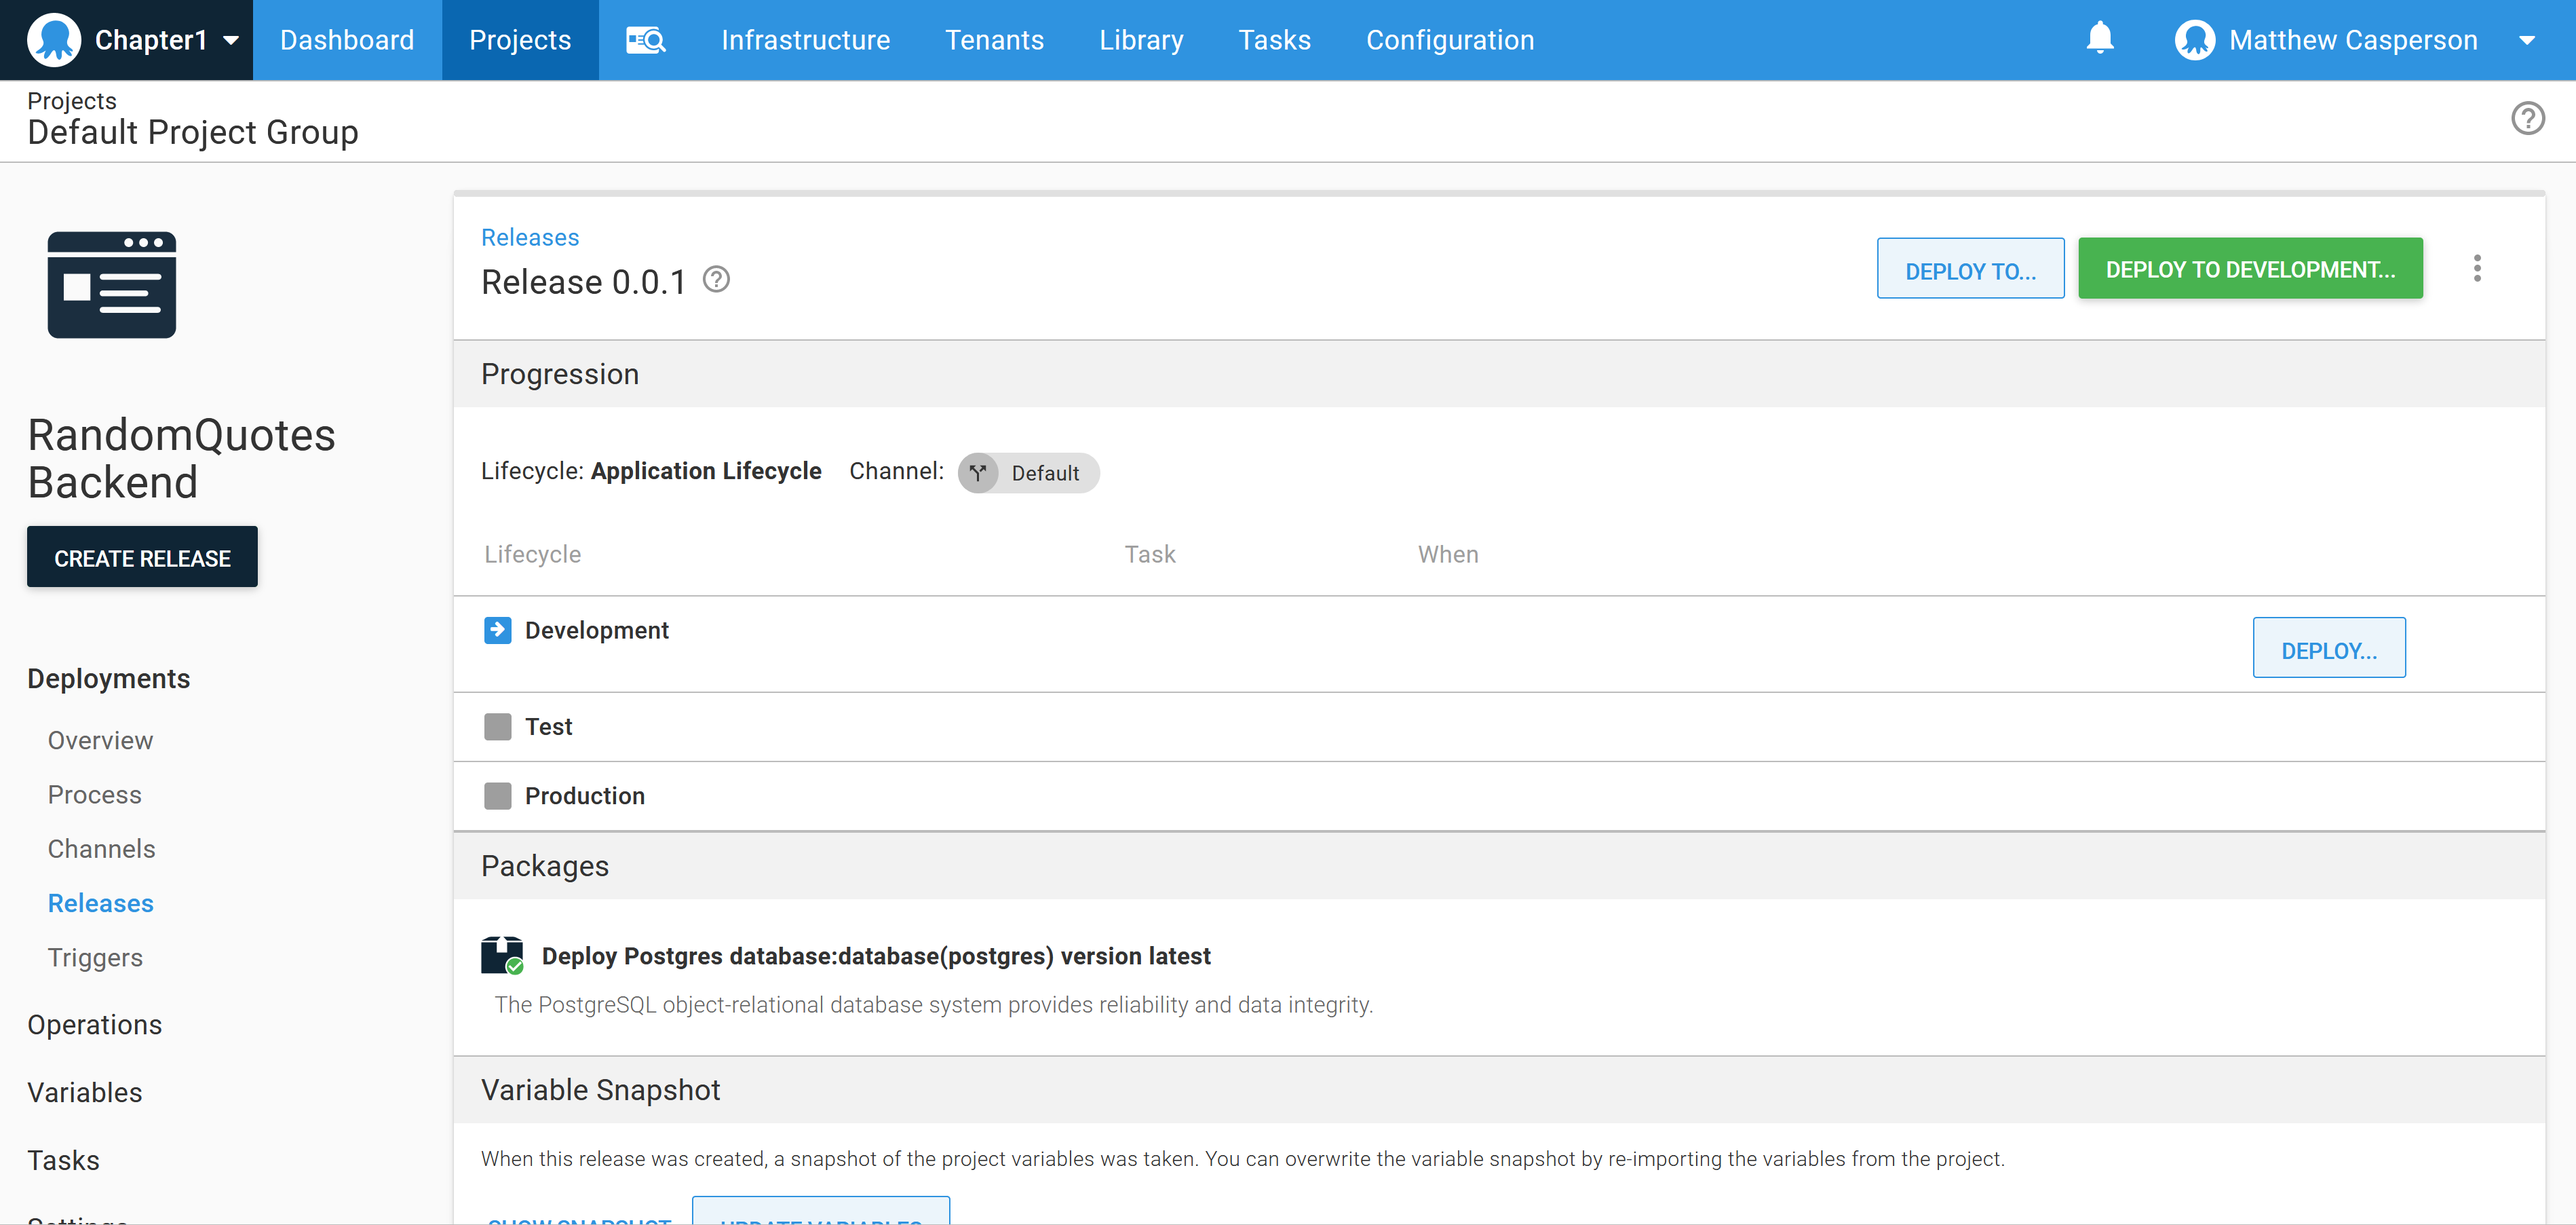 Chapter1
Dashboard
Projects
Infrastructure
Tenants
Library
Tasks
Configuration
Matthew Casperson
Projects
Default Project Group
RandomQuotes
Backend
CREATE RELEASE
Deployments
Overview
Process
Channels
Releases
Triggers
Operations
Variables
Tasks
Settings
Releases
Release 0.0.1
DEPLOY TO...
DEPLOY TO DEVELOPMENT...
Progression
Lifecycle: Application Lifecycle Channel: Default
Lifecycle Task When
Development
DEPLOY...
Test
Production
Packages
Deploy Postgres database:database(postgres) version latest
The PostgreSQL object-relational database system provides reliability and data integrity.
Variable Snapshot
When this release was created, a snapshot of the project variables was taken. You can overwrite the variable snapshot by re-importing the variables from the project.
SHOW SNAPSHOT
UPDATE VARIABLES